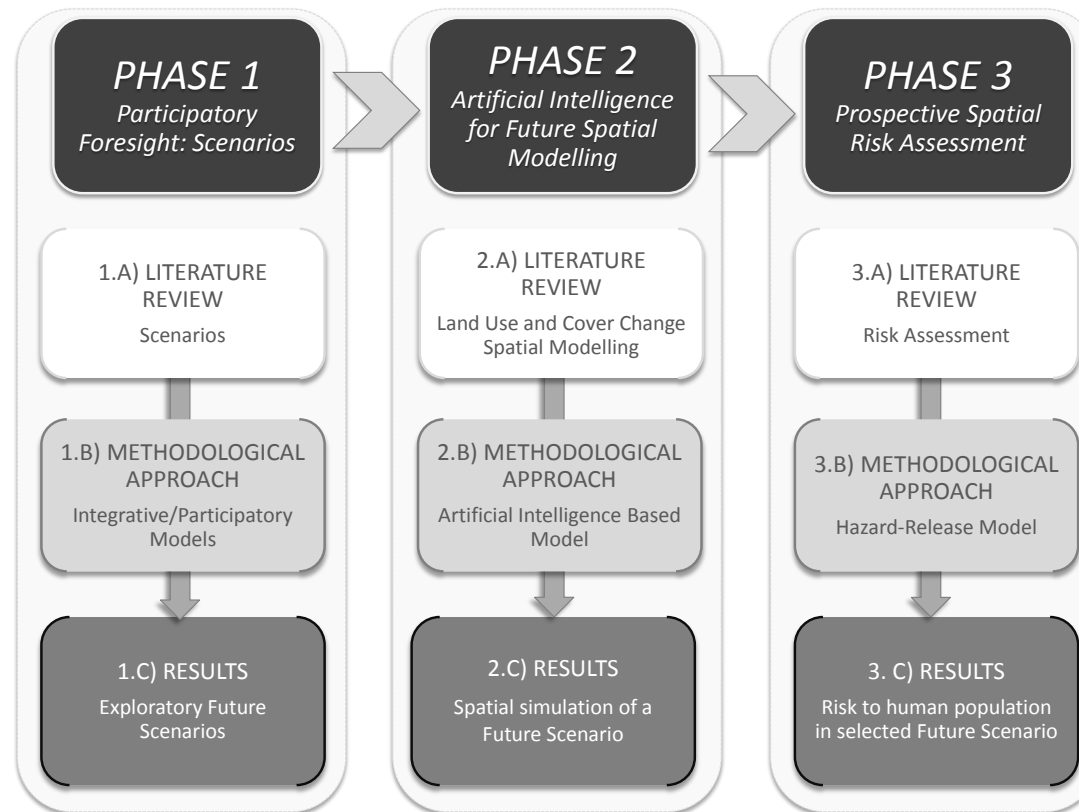 PHASE 1
Participatory
Foresight: Scenarios
1.A) LITERATURE
REVIEW
Scenarios
1.B) METHODOLOGICAL
APPROACH
Integrative/Participatory
Models
1.C) RESULTS
Exploratory Future
Scenarios
PHASE 2
Artificial Intelligence
for Future Spatial
Modelling
2.A) LITERATURE
REVIEW
Land Use and Cover Change
Spatial Modelling
2.B) METHODOLOGICAL
APPROACH
Artificial Intelligence Based
Model
2.C) RESULTS
Spatial simulation of a
Future Scenario
PHASE 3
Prospective Spatial
Risk Assessment
3.A) LITERATURE
REVIEW
Risk Assessment
3.B) METHODOLOGICAL
APPROACH
Hazard-Release Model
3. C) RESULTS
Risk to human population
in selected Future Scenario